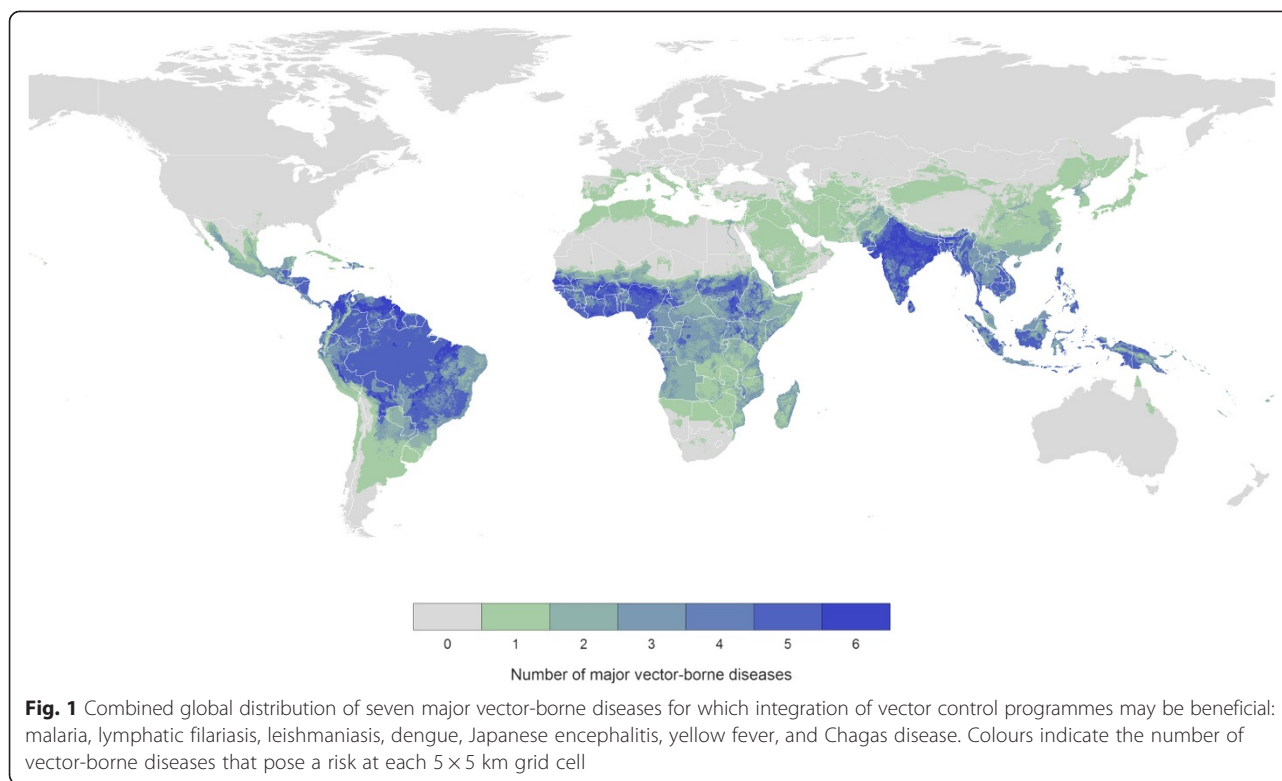 0 1 2 3 4 5 6
Number of major vector-borne diseases
Fig. 1 Combined global distribution of seven major vector-borne diseases for which integration of vector control programmes may be beneficial:
malaria, lymphatic filariasis, leishmaniasis, dengue, Japanese encephalitis, yellow fever, and Chagas disease. Colours indicate the number of
vector-borne diseases that pose a risk at each 5 × 5 km grid cell